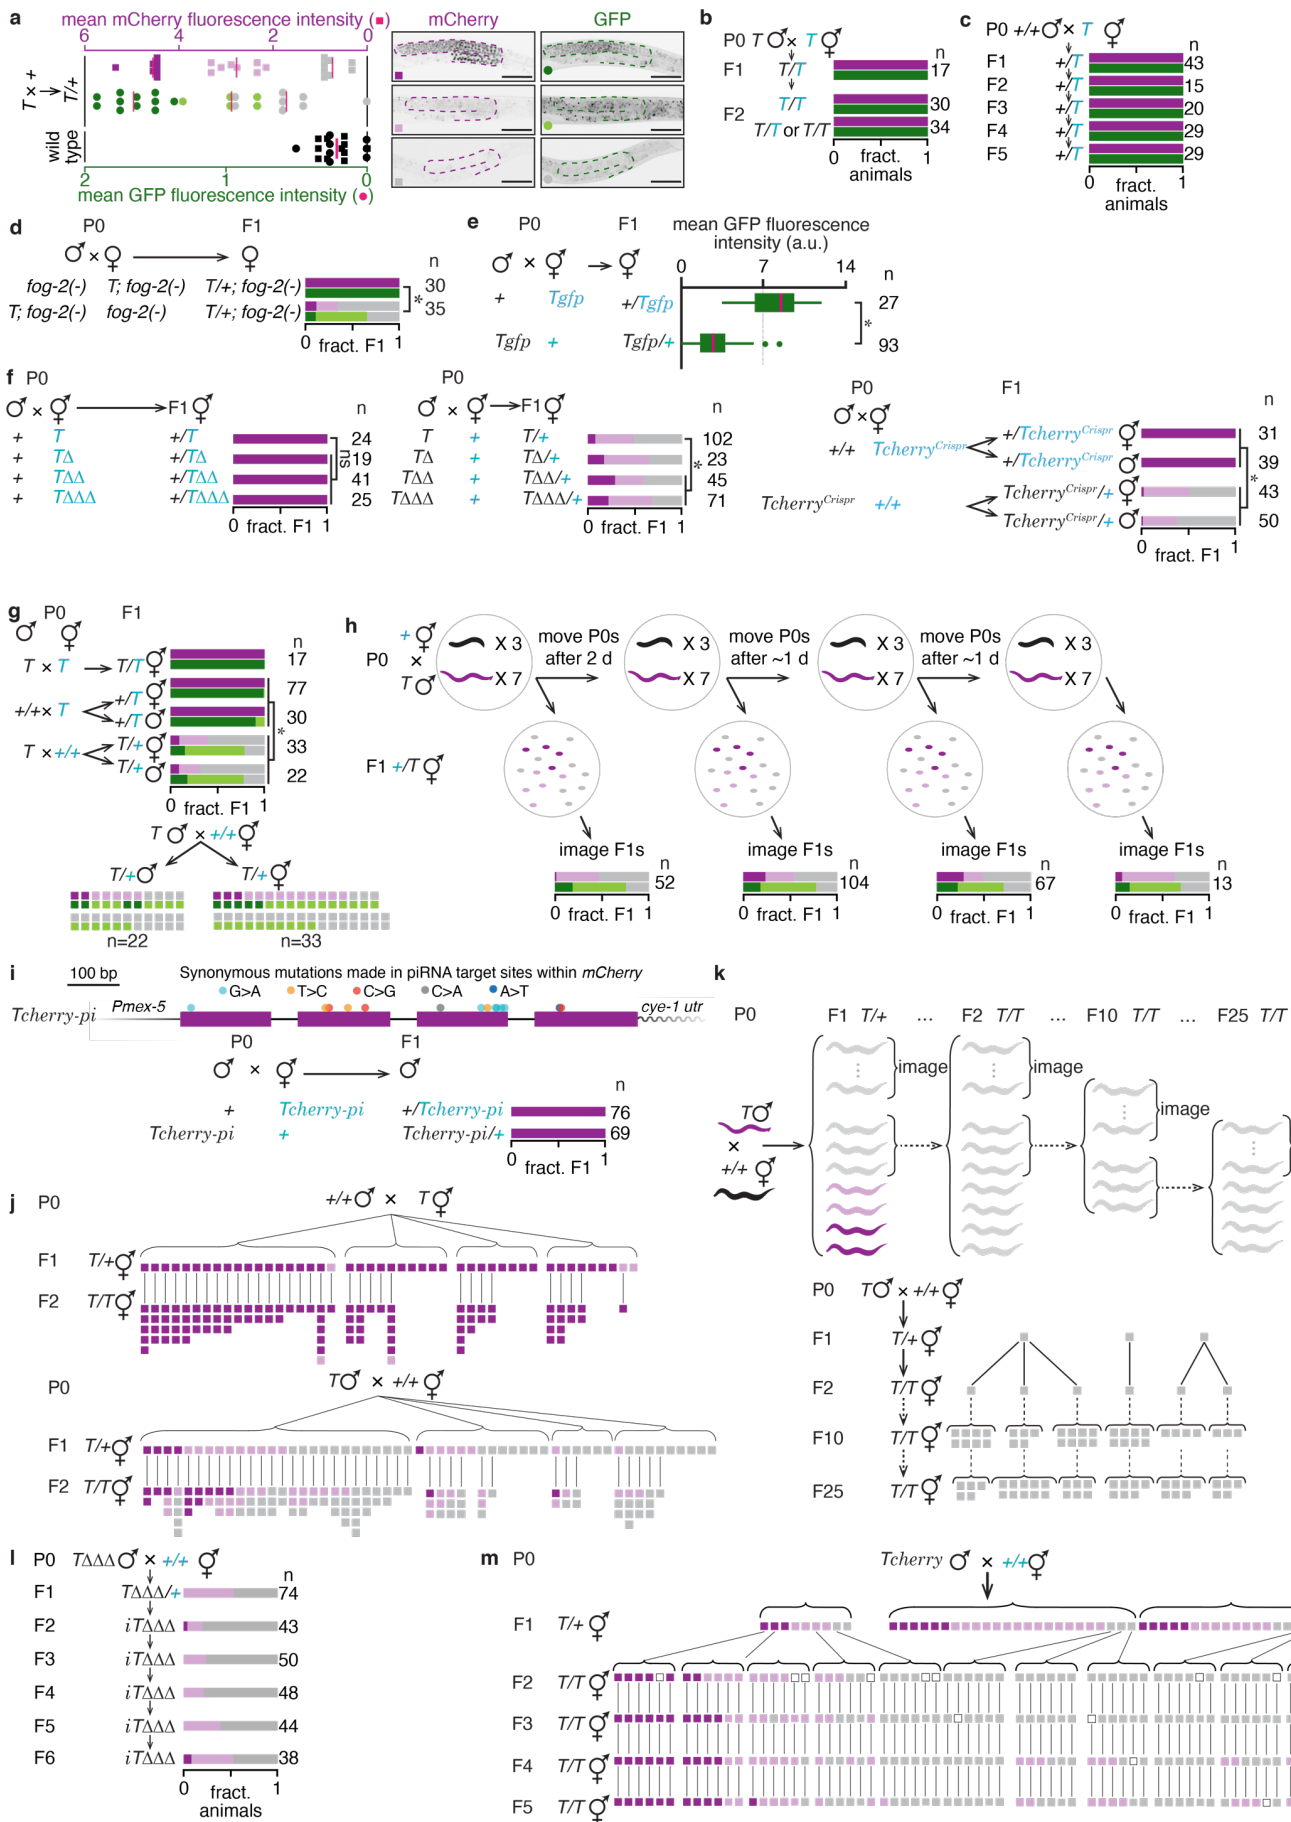 a
mean mCherry fluorescence intensity (■)
6 4 2 0
T × + → T/+
wild type
2 1 0
mean GFP fluorescence intensity (●)
mCherry GFP
b
P0 T ♂ × T ⚥
F1 T/T 17
F2 T/T 30
T/T or T/T 34
0 1
fract. animals
c
P0 +/+ ♂ × T ⚥
n
F1 +/T 43
F2 +/T 15
F3 +/T 20
F4 +/T 29
F5 +/T 29
0 1
fract. animals
d
P0 F1
♂ × ♀ ♀
n
fog-2(-) T; fog-2(-) T/+; fog-2(-) 30
T; fog-2(-) fog-2(-) T/+; fog-2(-) 35
*
0 fract. F1 1
e
P0 F1 mean GFP fluorescence intensity (a.u.)
♂ × ⚥ → ⚥ 0 7 14 n
+ Tgfp +/Tgfp 27
*
Tgfp + Tgfp/+ 93
f
P0
♂ × ⚥ F1 ⚥ n
+ T +/T 24
+ TΔ +/TΔ 19
+ TΔΔ +/TΔΔ 41
+ TΔΔΔ +/TΔΔΔ 25
ns
0 fract. F1 1
P0
♂ × ⚥ → F1 ⚥ n
T + T/+ 102
TΔ + TΔ/+ 23
TΔΔ + TΔΔ/+ 45
TΔΔΔ + TΔΔΔ/+ 71
*
0 fract. F1 1
P0 F1
♂ × ⚥ n
+/+ TcherryCrispr +/TcherryCrispr ⚥ 31
+/TcherryCrispr ♂ 39
TcherryCrispr +/+ TcherryCrispr/+ ⚥ 43
TcherryCrispr/+ ♂ 50
*
0 fract. F1 1
g
P0 F1
♂ ⚥ n
T × T → T/T ⚥ 17
+/+ × T +/T ⚥ 77
+/T ♂ 30
T × +/+ T/+ ⚥ 33
T/+ ♂ 22
*
0 fract. F1 1
T ♂ × +/+ ⚥
T/+ ♂ T/+ ⚥
n=22 n=33
h
P0 + ⚥ × T ♂
X 3 X 7
move P0s after 2 d
X 3 X 7
move P0s after ~1 d
X 3 X 7
move P0s after ~1 d
X 3 X 7
F1 +/T ⚥
image F1s n 52
0 fract. F1 1
image F1s n 104
0 fract. F1 1
image F1s n 67
0 fract. F1 1
image F1s n 13
0 fract. F1 1
i
100 bp Synonymous mutations made in piRNA target sites within mCherry
G>A T>C C>G C>A A>T
Tcherry-pi Pmex-5 cye-1 utr
P0 F1
♂ × ⚥ ♂ n
+ Tcherry-pi +/Tcherry-pi 76
Tcherry-pi + Tcherry-pi/+ 69
0 fract. F1 1
j
P0 +/+ ♂ × T ⚥
F1 T/+ ⚥
F2 T/T ⚥
P0 T ♂ × +/+ ⚥
F1 T/+ ⚥
F2 T/T ⚥
k
P0 F1 T/+ ... F2 T/T ... F10 T/T ... F25 T/T
image image image
T ♂
×
+/+ ⚥
P0 T ♂ × +/+ ⚥
F1 T/+ ⚥
F2 T/T ⚥
F10 T/T ⚥
F25 T/T ⚥
l
P0 TΔΔΔ ♂ × +/+ ⚥
n
F1 TΔΔΔ/+ 74
F2 iTΔΔΔ 43
F3 iTΔΔΔ 50
F4 iTΔΔΔ 48
F5 iTΔΔΔ 44
F6 iTΔΔΔ 38
0 1
fract. animals
m
P0 Tcherry ♂ × +/+ ⚥
F1 T/+ ⚥
F2 T/T ⚥
F3 T/T ⚥
F4 T/T ⚥
F5 T/T ⚥